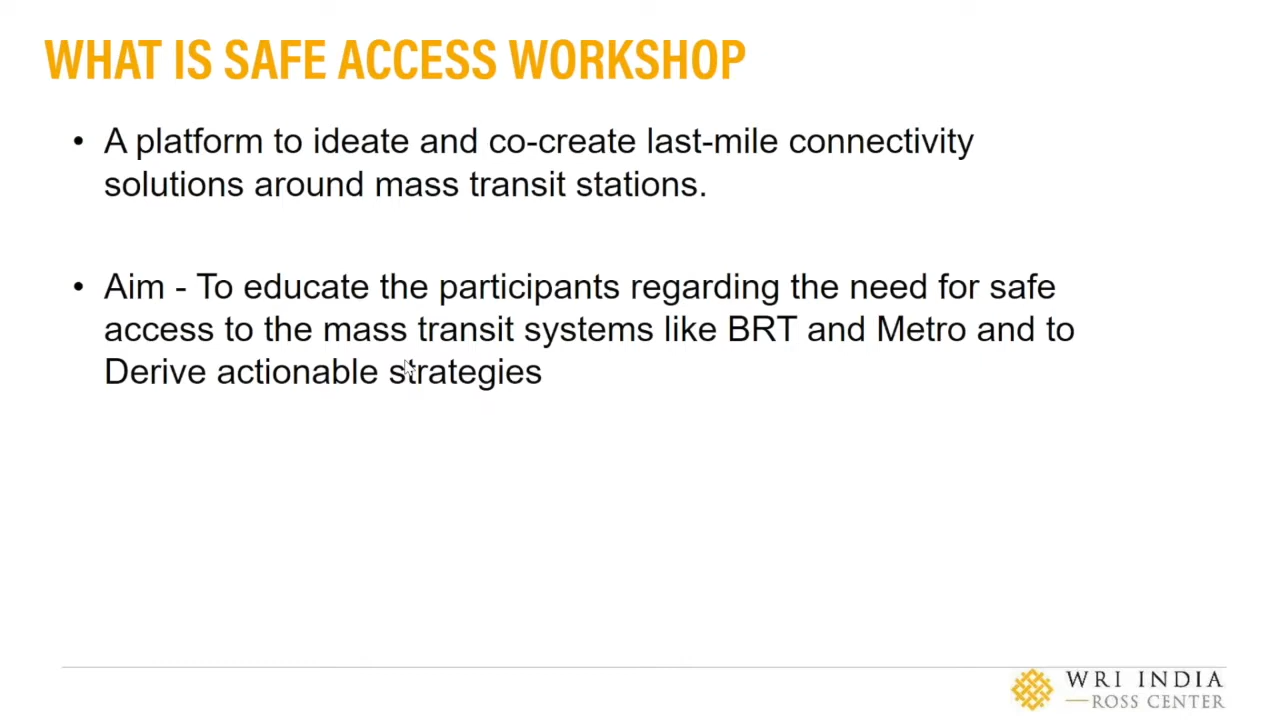 WHAT IS SAFE ACCESS WORKSHOP
• A platform to ideate and co-create last-mile connectivity
solutions around mass transit stations.
• Aim - To educate the participants regarding the need for safe
access to the mass transit systems like BRT and Metro and to
Derive actionable strategies
WRI INDIA
ROSS CENTER